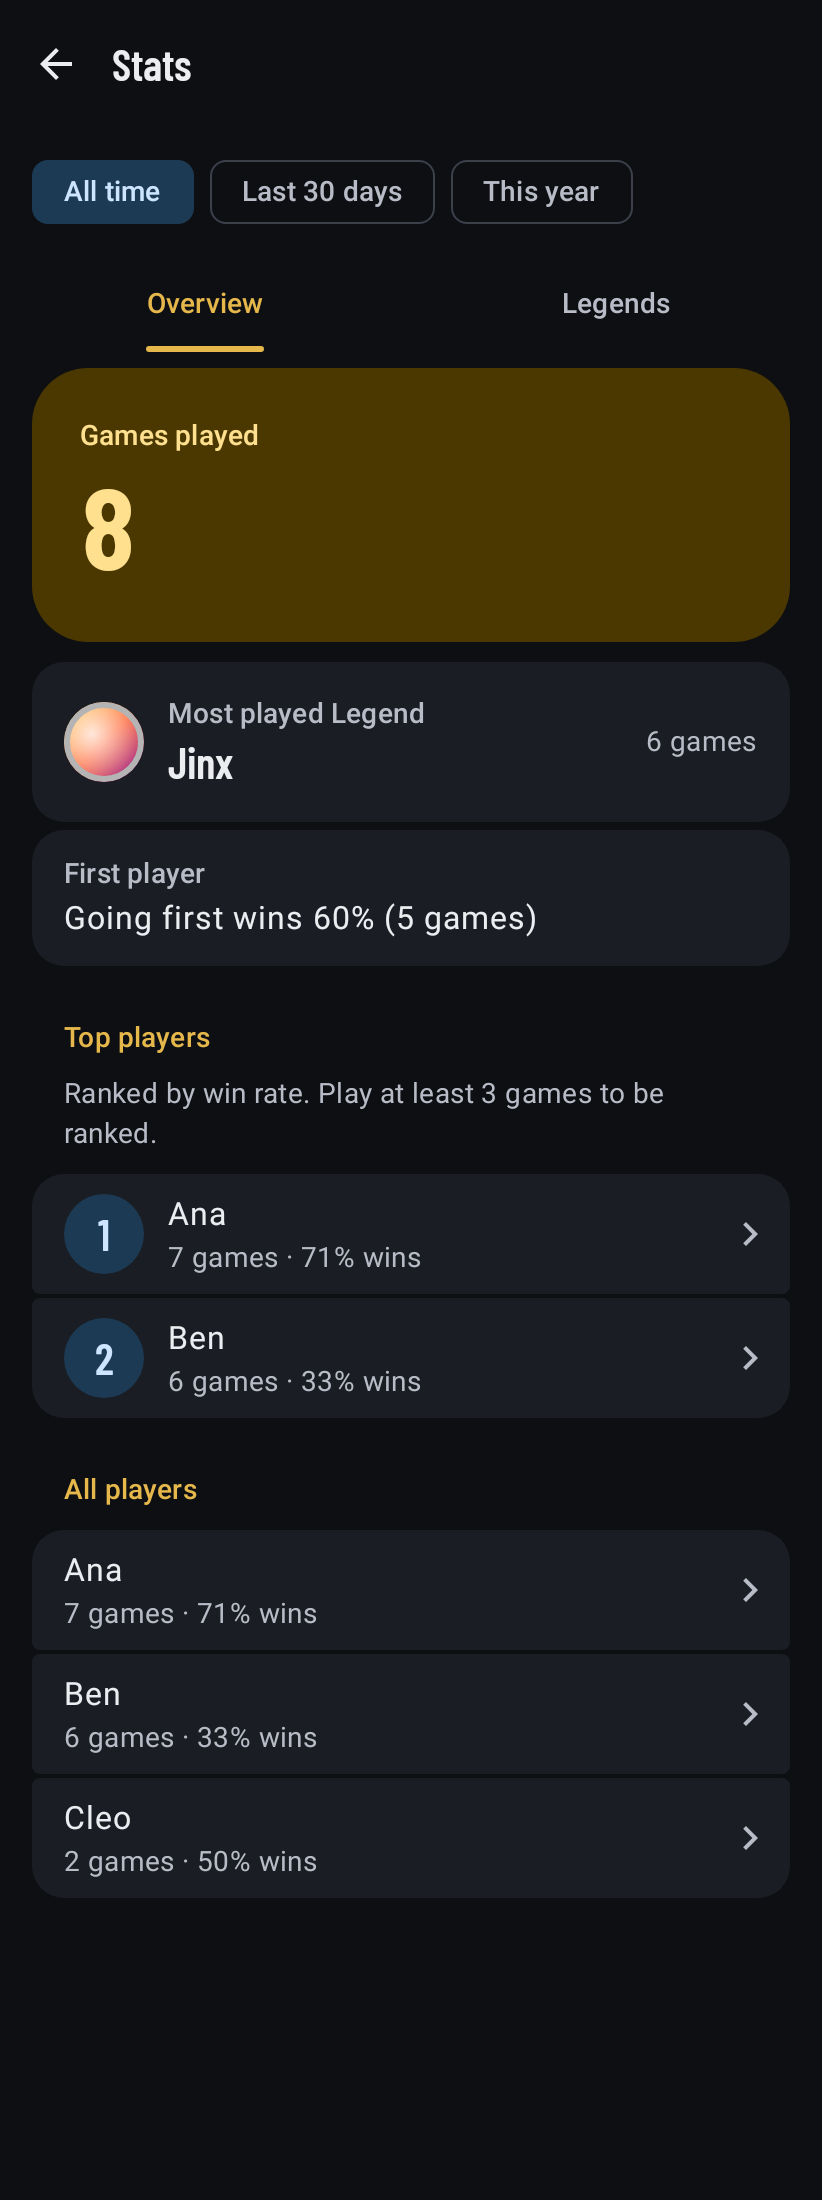 Stats
All time
Last 30 days
This year
Overview
Legends
Games played
8
Most played Legend
Jinx
6 games
First player
Going first wins 60% (5 games)
Top players
Ranked by win rate. Play at least 3 games to be
ranked.
1
Ana
7 games · 71% wins
2
Ben
6 games · 33% wins
All players
Ana
7 games · 71% wins
Ben
6 games · 33% wins
Cleo
2 games · 50% wins